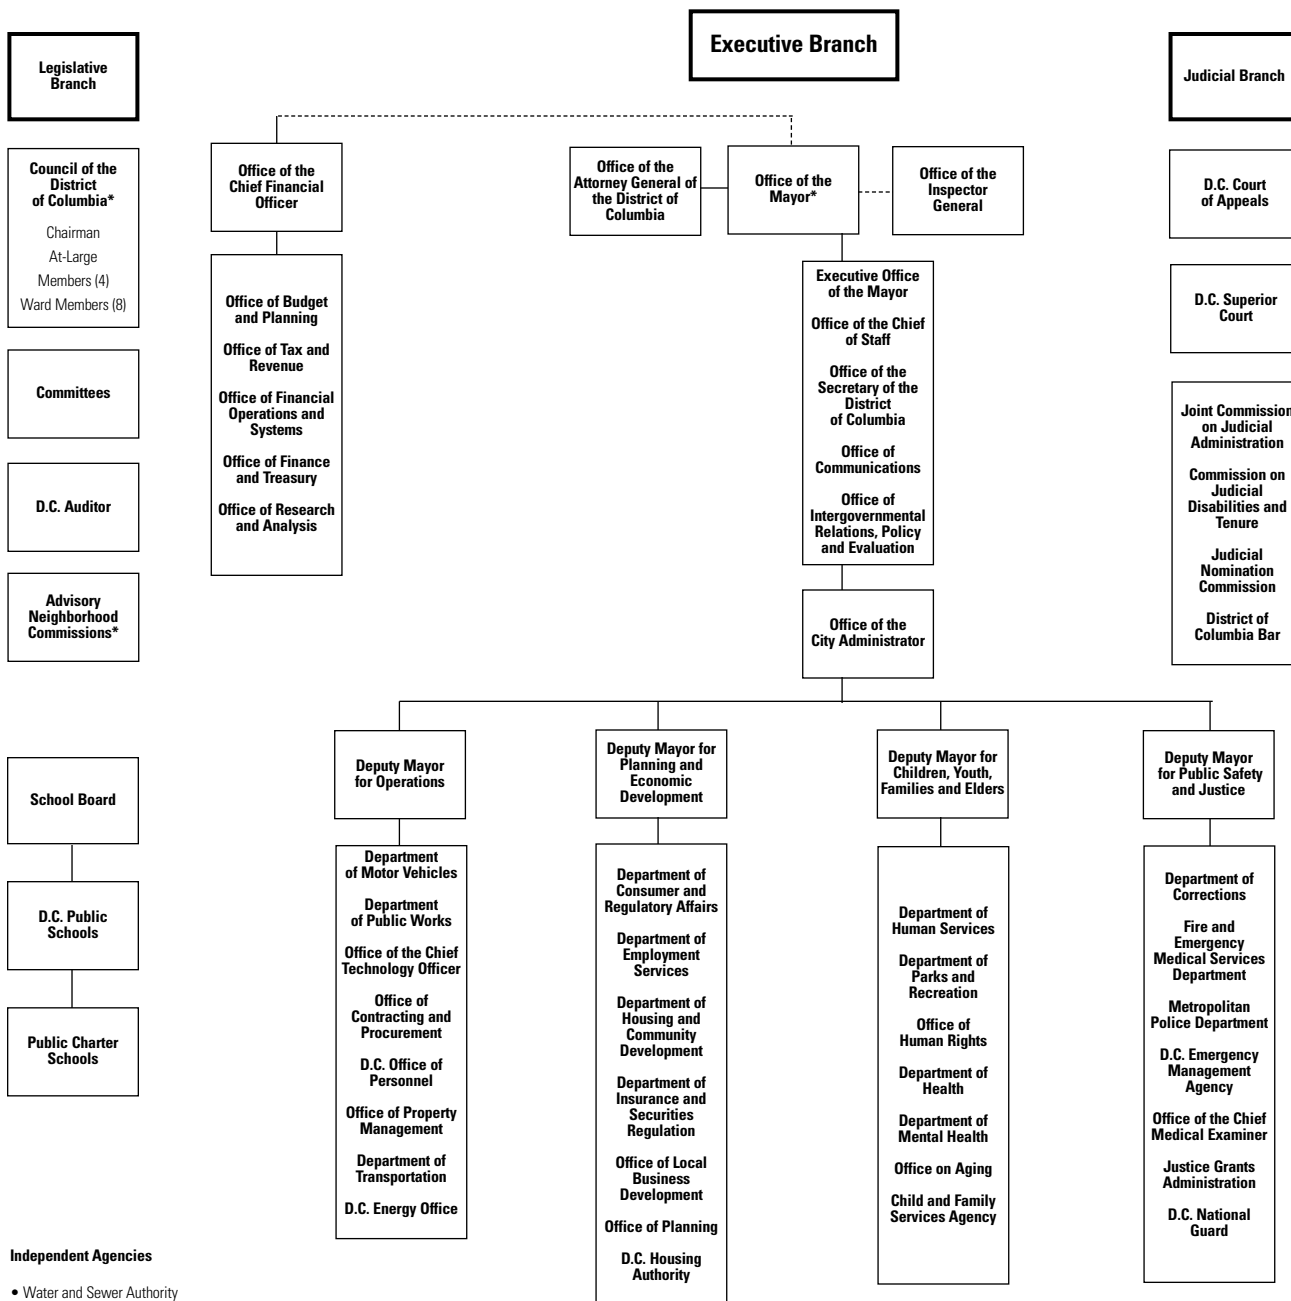 Executive Branch
Legislative
Branch
Judicial Branch
Council of the
District
of Columbia*
Chairman
At-Large
Members (4)
Ward Members (8)
Committees
D.C. Auditor
Advisory
Neighborhood
Commissions*
School Board
D.C. Public
Schools
Public Charter
Schools
Independent Agencies
• Water and Sewer Authority
Office of the
Chief Financial
Officer
Office of Budget
and Planning
Office of Tax and
Revenue
Office of Financial
Operations and
Systems
Office of Finance
and Treasury
Office of Research
and Analysis
Office of the
Attorney General of
the District of
Columbia
Office of the
Mayor*
Office of the
Inspector
General
Executive Office
of the Mayor
Office of the Chief
of Staff
Office of the
Secretary of the
District
of Columbia
Office of
Communications
Office of
Intergovernmental
Relations, Policy
and Evaluation
Office of the
City Administrator
Deputy Mayor
for Operations
Department
of Motor Vehicles
Department
of Public Works
Office of the Chief
Technology Officer
Office of
Contracting and
Procurement
D.C. Office of
Personnel
Office of Property
Management
Department of
Transportation
D.C. Energy Office
Deputy Mayor for
Planning and
Economic
Development
Department of
Consumer and
Regulatory Affairs
Department of
Employment
Services
Department of
Housing and
Community
Development
Department of
Insurance and
Securities
Regulation
Office of Local
Business
Development
Office of Planning
D.C. Housing
Authority
Deputy Mayor for
Children, Youth,
Families and Elders
Department of
Human Services
Department of
Parks and
Recreation
Office of
Human Rights
Department of
Health
Department of
Mental Health
Office on Aging
Child and Family
Services Agency
Deputy Mayor
for Public Safety
and Justice
Department of
Corrections
Fire and
Emergency
Medical Services
Department
Metropolitan
Police Department
D.C. Emergency
Management
Agency
Office of the Chief
Medical Examiner
Justice Grants
Administration
D.C. National
Guard
D.C. Court
of Appeals
D.C. Superior
Court
Joint Commission
on Judicial
Administration
Commission on
Judicial
Disabilities and
Tenure
Judicial
Nomination
Commission
District of
Columbia Bar